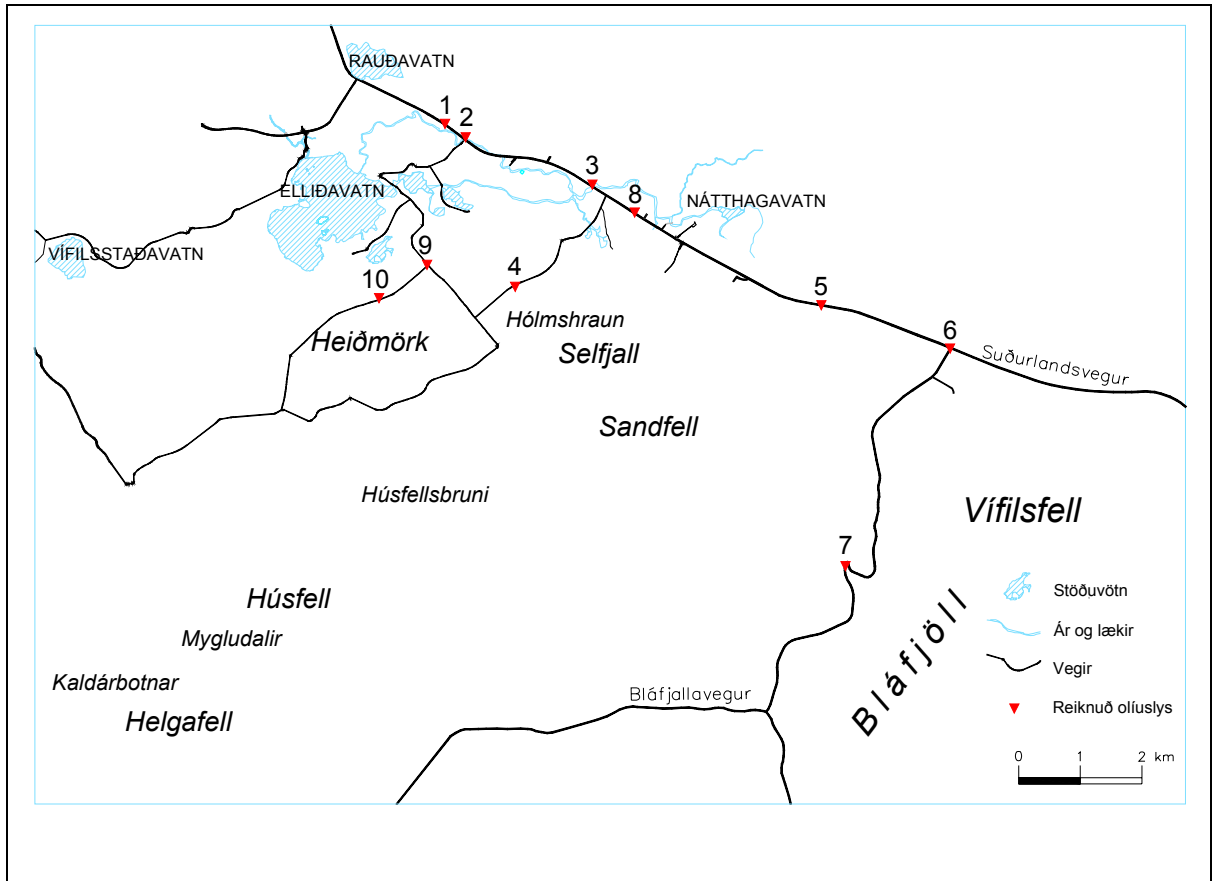 RAUÐAVATN
1
2
ELLIÐAVATN
3
8
NÁTTHAGAVATN
VÍFILSSTAÐAVATN
9
10
4
5
Hólmshraun
Heiðmörk
Selfjall
6
Suðurlandsvegur
Sandfell
Húsfellsbruni
Vífilsfell
7
Húsfell
Mygludalir
Kaldárbotnar
Helgafell
Bláfjallavegur
Bláfjöll
Stöðuvötn
Ár og lækir
Vegir
Reiknuð olíuslys
0 1 2 km